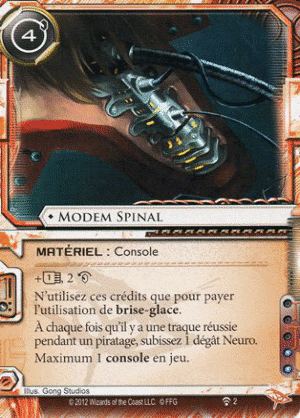 4
MODEM SPINAL
MATÉRIEL : Console
+1, 2
N'utilisez ces crédits que pour payer
l'utilisation de brise-glace.
À chaque fois qu'il y a une traque réussie
pendant un piratage, subissez 1 dégât Neuro.
Maximum 1 console en jeu.
Illus. Gong Studios
©2012 Wizards of the Coast LLC. ©FFG 2